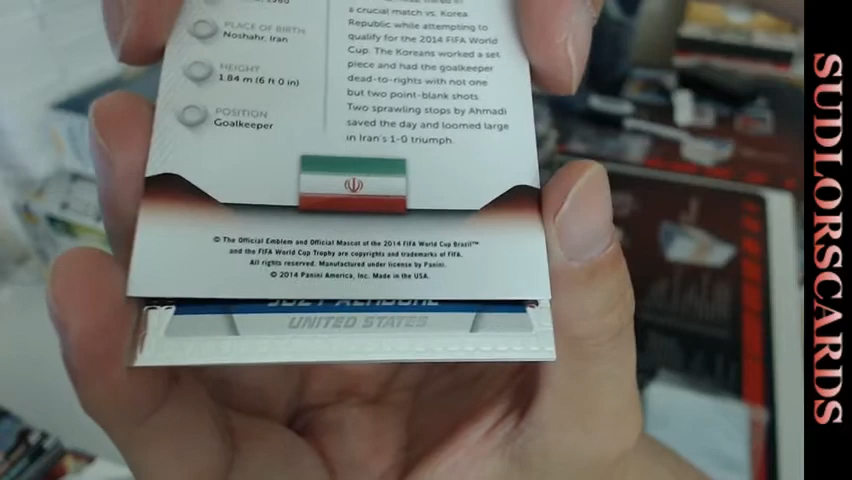 a crucial match vs. Korea
Republic while attempting to
qualify for the 2014 FIFA World
Cup. The Koreans worked a set
piece and had the goalkeeper
dead-to-rights with not one
but two point-blank shots.
Two sprawling stops by Ahmadi
saved the day and loomed large
in Iran's 1-0 triumph.
PLACE OF BIRTH
Noshahr, Iran
HEIGHT
1.84 m (6 ft 0 in)
POSITION
Goalkeeper
© The Official Emblem and Official Mascot of the 2014 FIFA World Cup Brazil™
and the FIFA World Cup Trophy are copyrights and trademarks of FIFA.
All rights reserved. Manufactured under license by Panini.
© 2014 Panini America, Inc. Made in the USA.
UNITED STATES
SUDLORSCARDS